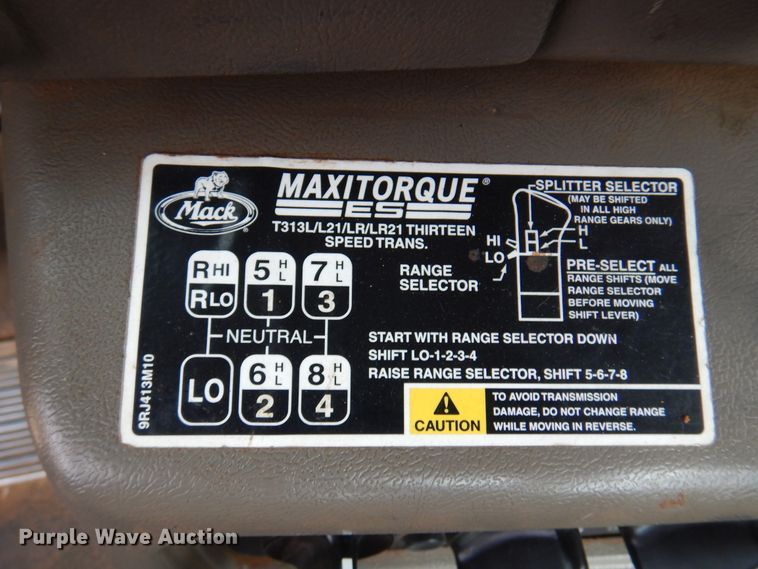 Mack
MAXITORQUE®
ES
T313L/L21/LR/LR21 THIRTEEN
SPEED TRANS.
SPLITTER SELECTOR
(MAY BE SHIFTED
IN ALL HIGH
RANGE GEARS ONLY)
H
L
HI
LO
RANGE
SELECTOR
PRE-SELECT ALL
RANGE SHIFTS (MOVE
RANGE SELECTOR
BEFORE MOVING
SHIFT LEVER)
R HI 5 H L 7 H L
R LO 1 3
NEUTRAL
LO 6 H L 8 H L
2 4
START WITH RANGE SELECTOR DOWN
SHIFT LO-1-2-3-4
RAISE RANGE SELECTOR, SHIFT 5-6-7-8
CAUTION
TO AVOID TRANSMISSION
DAMAGE, DO NOT CHANGE RANGE
WHILE MOVING IN REVERSE.
9RJ413M10
Purple Wave Auction